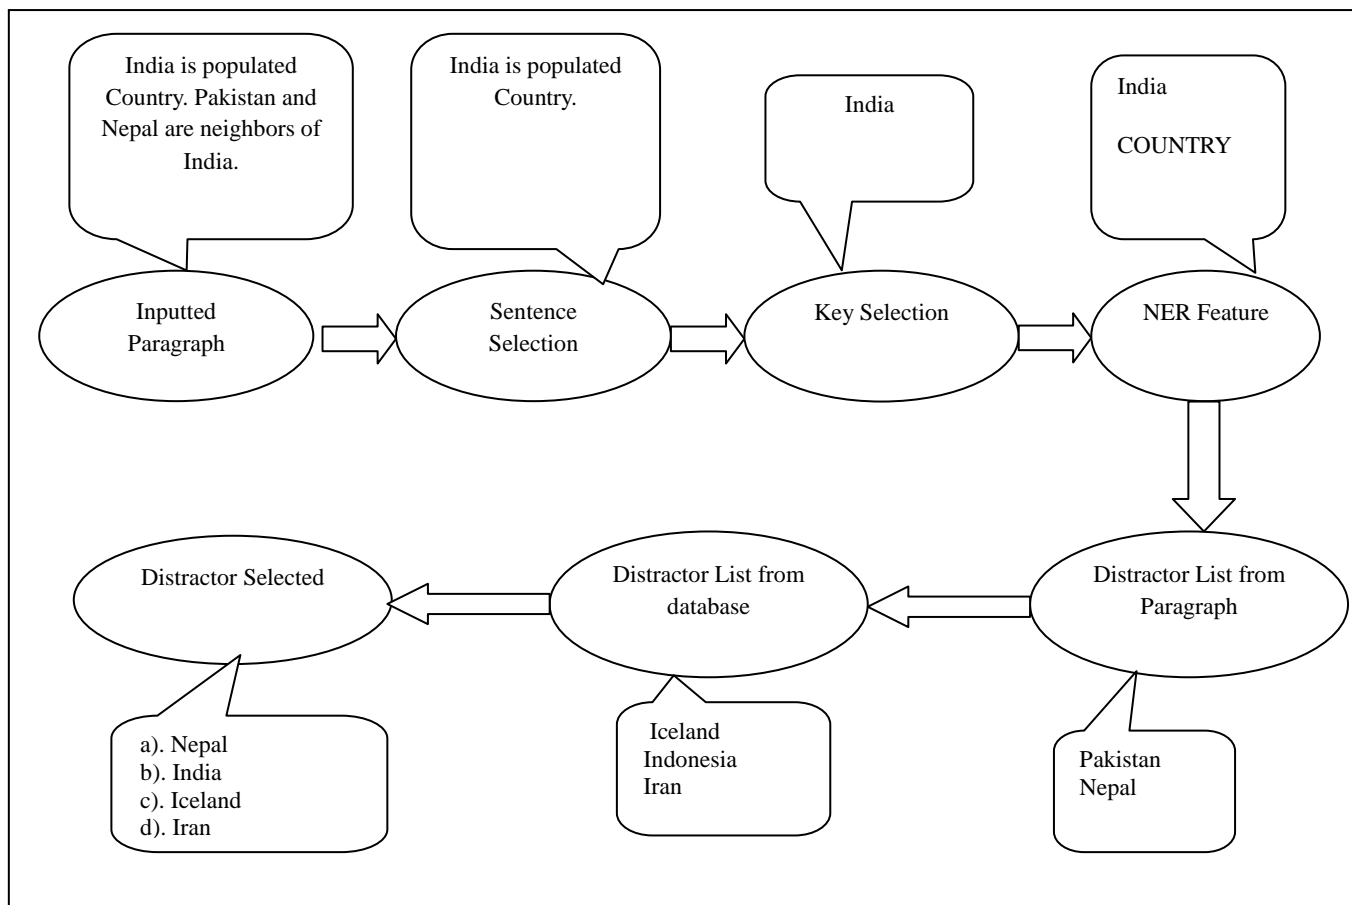 India is populated
Country. Pakistan and
Nepal are neighbors of
India.
India is populated
Country.
India
India
COUNTRY
Inputted
Paragraph
Sentence
Selection
Key Selection
NER Feature
Distractor Selected
Distractor List from
database
Distractor List from
Paragraph
a). Nepal
b). India
c). Iceland
d). Iran
Iceland
Indonesia
Iran
Pakistan
Nepal